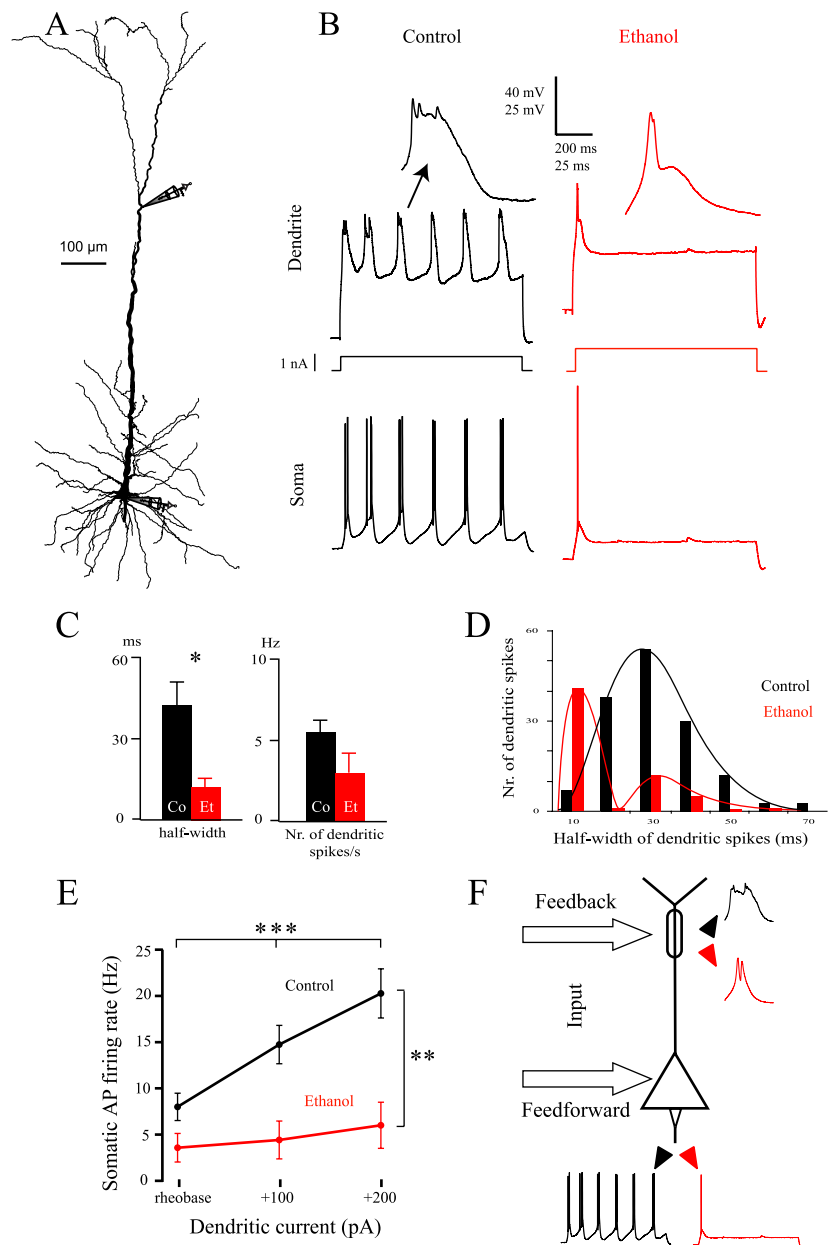 A
B
Control
Ethanol
40 mV
25 mV
200 ms
25 ms
100 µm
Dendrite
1 nA
Soma
C
ms
60
30
0
*
Co
Et
half-width
Hz
10
5
0
Co
Et
Nr. of dendritic
spikes/s
D
Nr. of dendritic spikes
60
30
0
Control
Ethanol
10
30
50
70
Half-width of dendritic spikes (ms)
E
Somatic AP firing rate (Hz)
25
20
15
10
5
0
***
Control
**
Ethanol
rheobase
+100
+200
Dendritic current (pA)
F
Feedback
Input
Feedforward